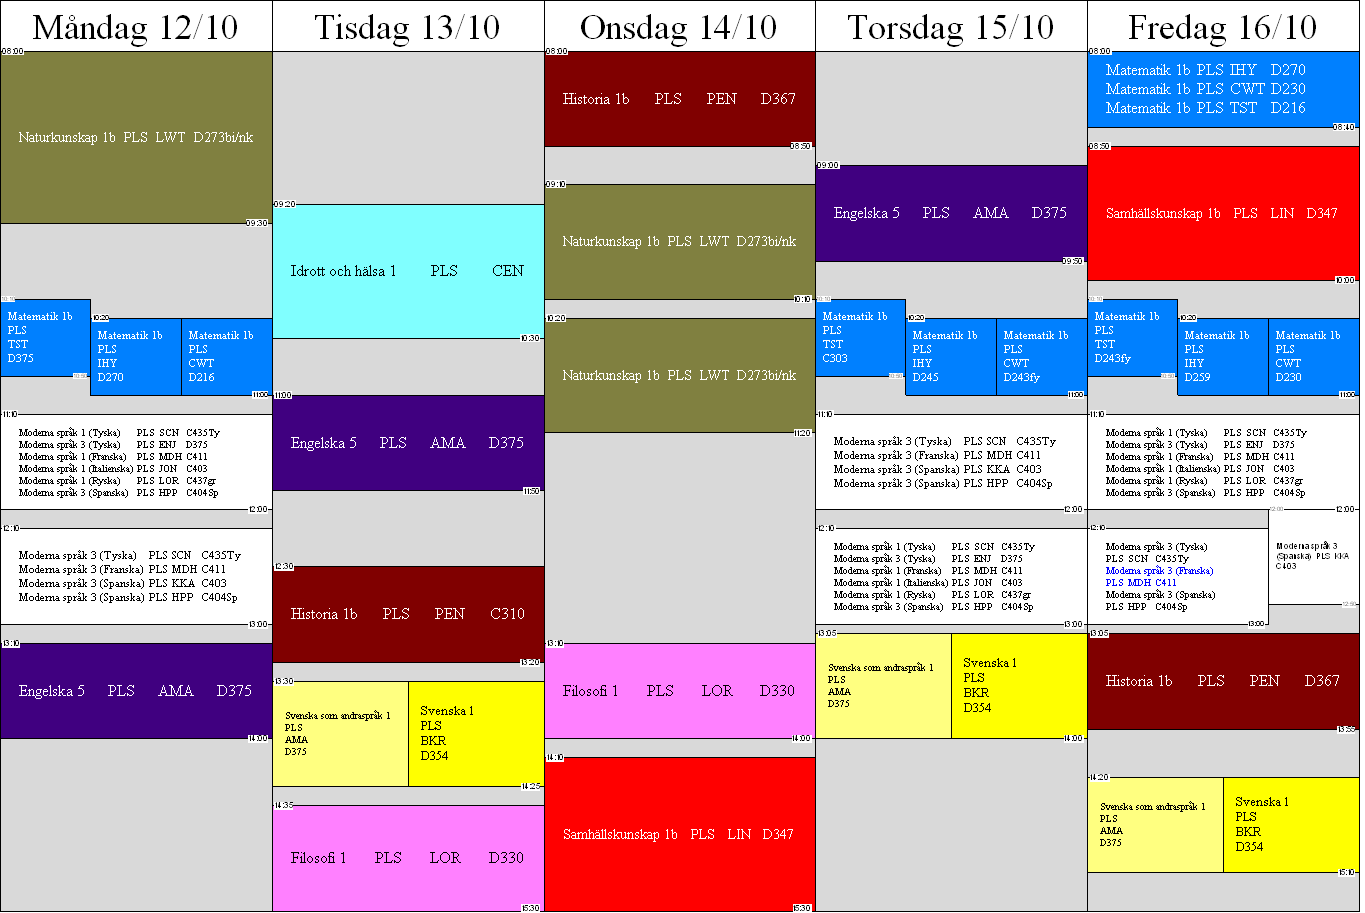 Måndag 12/10
08:00
Naturkunskap 1b PLS LWT D273bi/nk
09:30
10:10
Matematik 1b
PLS
TST
D375
10:50
10:20
Matematik 1b
PLS
IHY
D270
Matematik 1b
PLS
CWT
D216
11:00
11:10
Moderna språk 1 (Tyska) PLS SCN C435Ty
Moderna språk 3 (Tyska) PLS ENJ D375
Moderna språk 1 (Franska) PLS MDH C411
Moderna språk 1 (Italienska) PLS JON C403
Moderna språk 1 (Ryska) PLS LOR C437gr
Moderna språk 3 (Spanska) PLS HPP C404Sp
12:00
12:10
Moderna språk 3 (Tyska) PLS SCN C435Ty
Moderna språk 3 (Franska) PLS MDH C411
Moderna språk 3 (Spanska) PLS KKA C403
Moderna språk 3 (Spanska) PLS HPP C404Sp
13:00
13:10
Engelska 5 PLS AMA D375
14:00
Tisdag 13/10
09:20
Idrott och hälsa 1 PLS CEN
10:30
11:00
Engelska 5 PLS AMA D375
11:50
12:30
Historia 1b PLS PEN C310
13:20
13:30
Svenska som andraspråk 1
PLS
AMA
D375
Svenska 1
PLS
BKR
D354
14:25
14:35
Filosofi 1 PLS LOR D330
15:30
Onsdag 14/10
08:00
Historia 1b PLS PEN D367
08:50
09:10
Naturkunskap 1b PLS LWT D273bi/nk
10:10
10:20
Naturkunskap 1b PLS LWT D273bi/nk
11:20
13:10
Filosofi 1 PLS LOR D330
14:00
14:10
Samhällskunskap 1b PLS LIN D347
15:30
Torsdag 15/10
09:00
Engelska 5 PLS AMA D375
09:50
10:10
Matematik 1b
PLS
TST
C303
10:50
10:20
Matematik 1b
PLS
IHY
D245
Matematik 1b
PLS
CWT
D243fy
11:00
11:10
Moderna språk 3 (Tyska) PLS SCN C435Ty
Moderna språk 3 (Franska) PLS MDH C411
Moderna språk 3 (Spanska) PLS KKA C403
Moderna språk 3 (Spanska) PLS HPP C404Sp
12:00
12:10
Moderna språk 1 (Tyska) PLS SCN C435Ty
Moderna språk 3 (Tyska) PLS ENJ D375
Moderna språk 1 (Franska) PLS MDH C411
Moderna språk 1 (Italienska) PLS JON C403
Moderna språk 1 (Ryska) PLS LOR C437gr
Moderna språk 3 (Spanska) PLS HPP C404Sp
13:00
13:05
Svenska som andraspråk 1
PLS
AMA
D375
Svenska 1
PLS
BKR
D354
14:00
Fredag 16/10
08:00
Matematik 1b PLS IHY D270
Matematik 1b PLS CWT D230
Matematik 1b PLS TST D216
08:40
08:50
Samhällskunskap 1b PLS LIN D347
10:00
10:10
Matematik 1b
PLS
TST
D243fy
10:50
10:20
Matematik 1b
PLS
IHY
D259
Matematik 1b
PLS
CWT
D230
11:00
11:10
Moderna språk 1 (Tyska) PLS SCN C435Ty
Moderna språk 3 (Tyska) PLS ENJ D375
Moderna språk 1 (Franska) PLS MDH C411
Moderna språk 1 (Italienska) PLS JON C403
Moderna språk 1 (Ryska) PLS LOR C437gr
Moderna språk 3 (Spanska) PLS HPP C404Sp
12:00
12:10
Moderna språk 3 (Tyska)
PLS SCN C435Ty
Moderna språk 3 (Franska)
PLS MDH C411
Moderna språk 3 (Spanska)
PLS HPP C404Sp
13:00
12:00
Moderna språk 3
(Spanska) PLS KKA
C403
12:50
13:05
Historia 1b PLS PEN D367
13:55
14:20
Svenska som andraspråk 1
PLS
AMA
D375
Svenska 1
PLS
BKR
D354
15:10